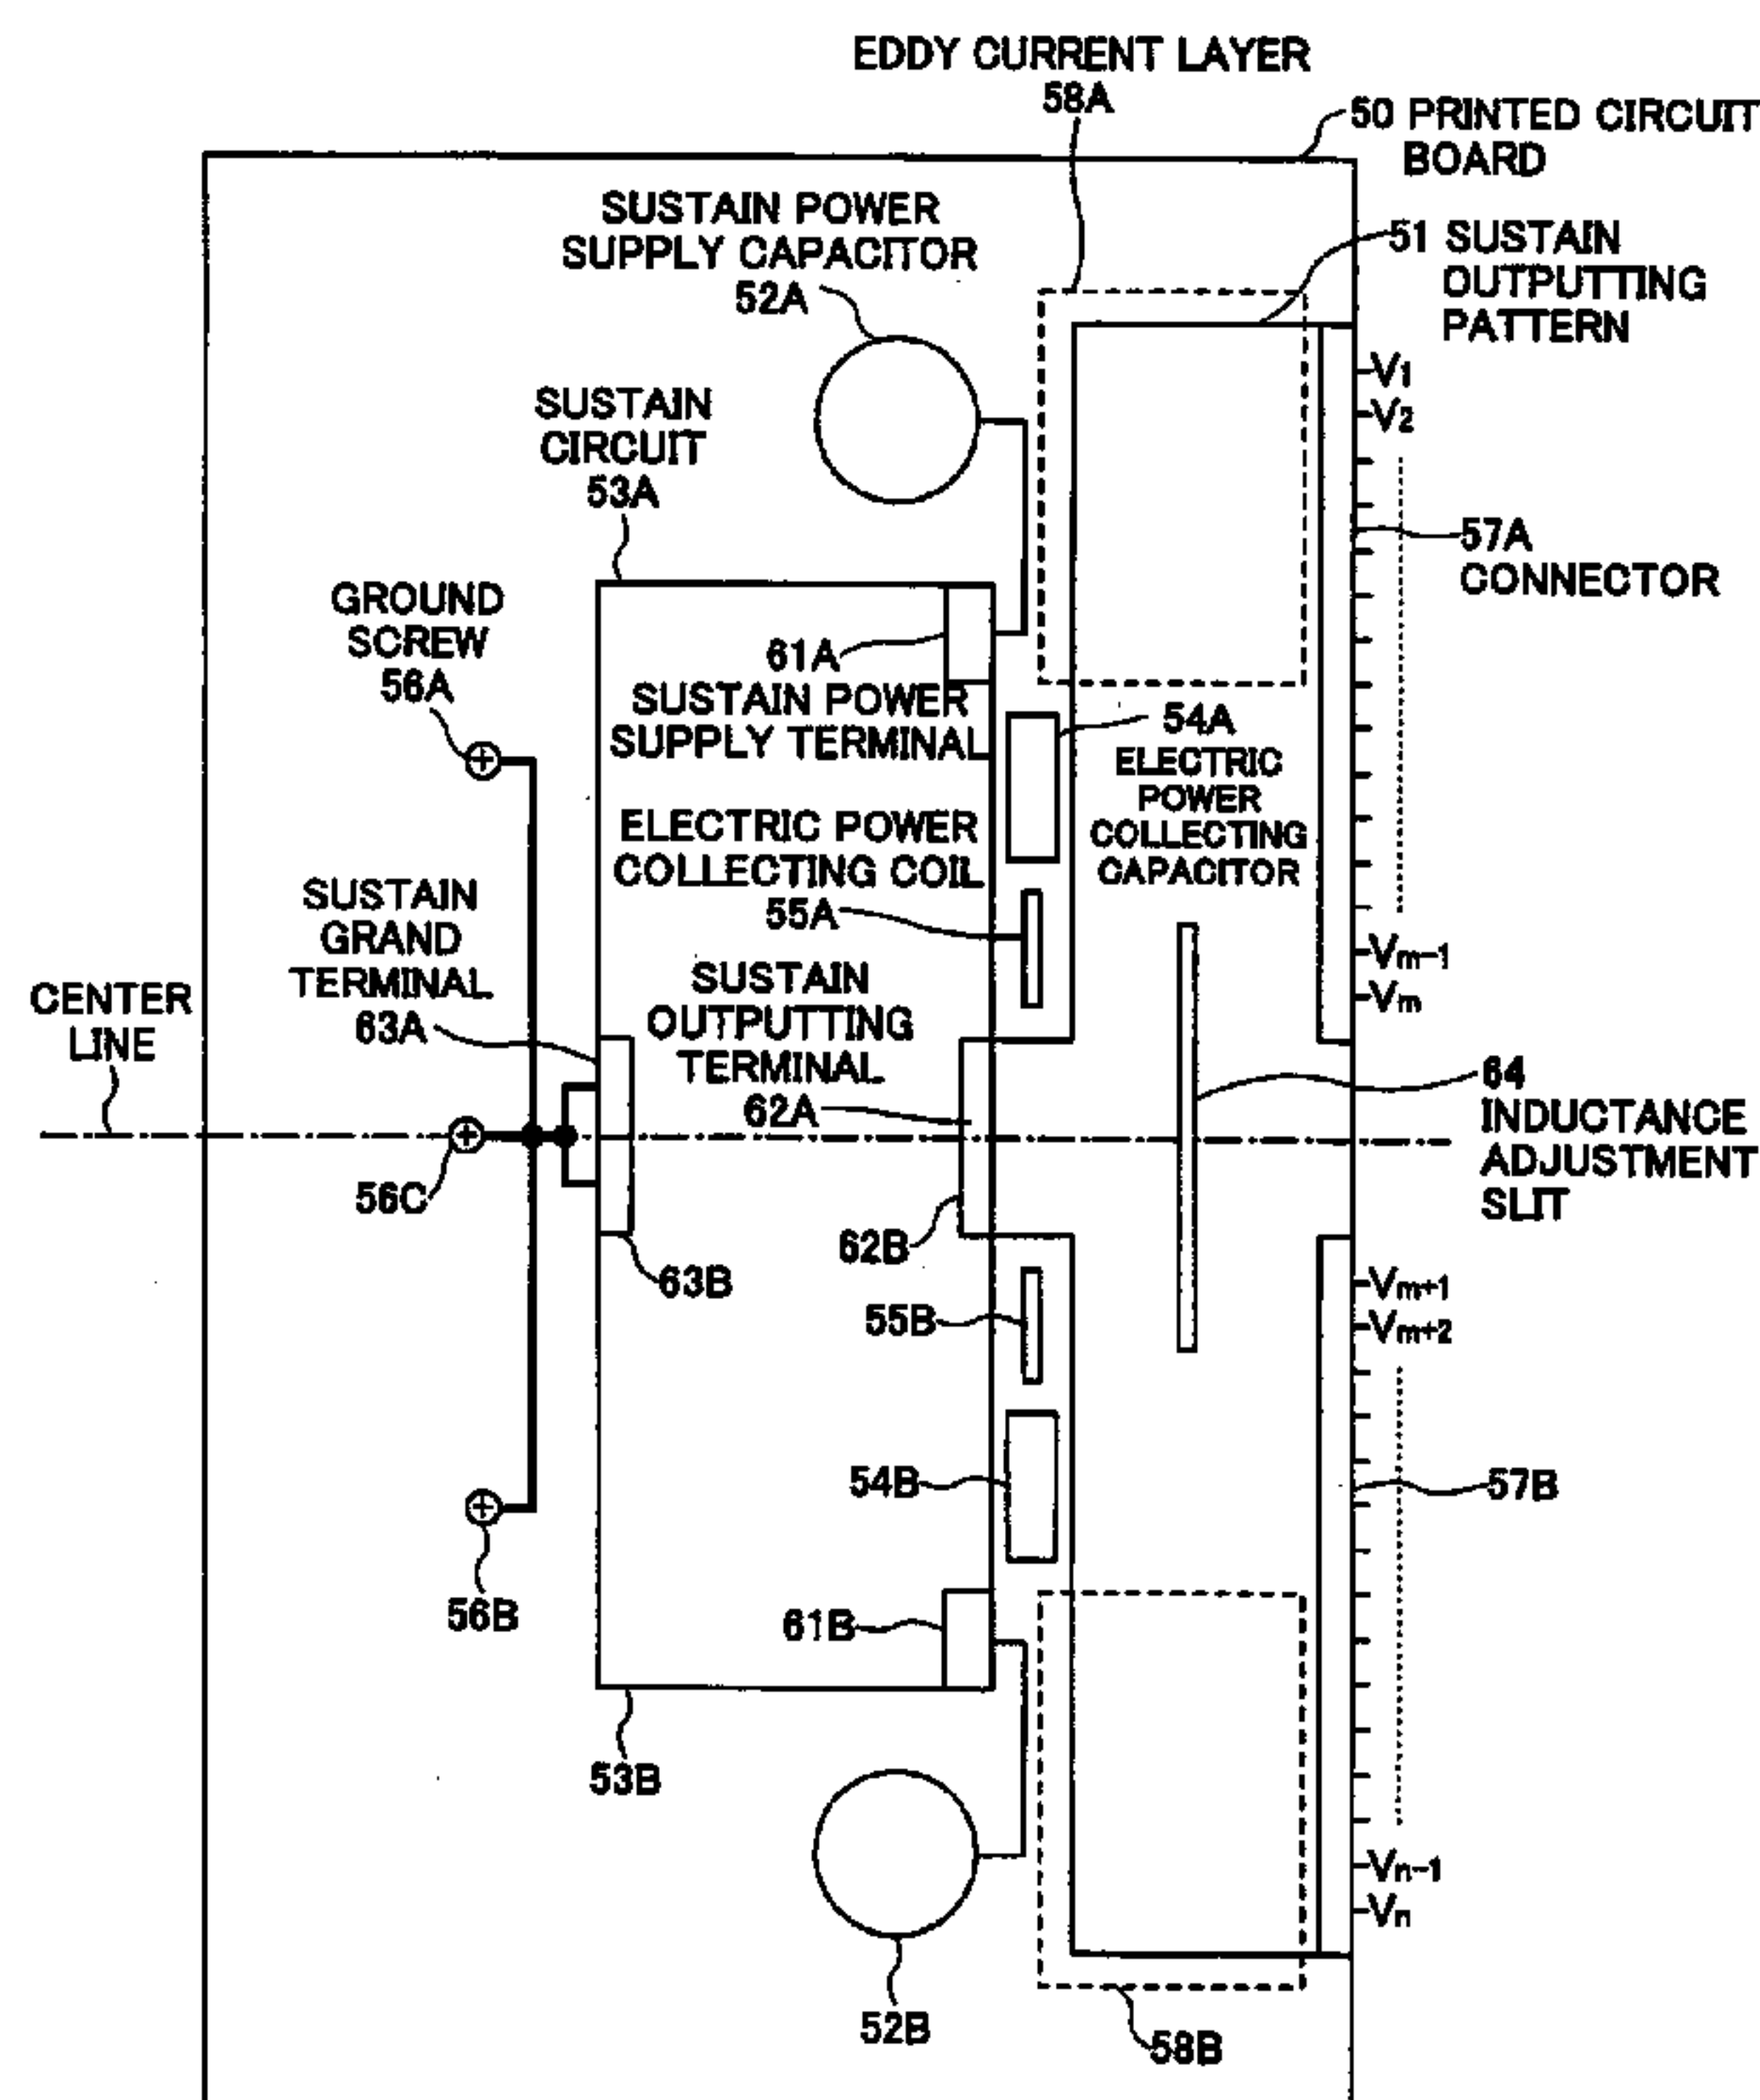 EDDY CURRENT LAYER
58A
50 PRINTED CIRCUIT
BOARD
SUSTAIN POWER
SUPPLY CAPACITOR
52A
51 SUSTAIN
OUTPUTTING
PATTERN
V1
V2
SUSTAIN
CIRCUIT
53A
57A
CONNECTOR
GROUND
SCREW
56A
61A
SUSTAIN POWER
SUPPLY TERMINAL
54A
ELECTRIC
POWER
COLLECTING
CAPACITOR
ELECTRIC POWER
COLLECTING COIL
55A
SUSTAIN
GRAND
TERMINAL
63A
Vm-1
Vm
CENTER
LINE
SUSTAIN
OUTPUTTING
TERMINAL
62A
64
INDUCTANCE
ADJUSTMENT
SLIT
56C
62B
63B
Vm+1
Vm+2
55B
54B
57B
56B
61B
53B
Vn-1
Vn
52B
58B